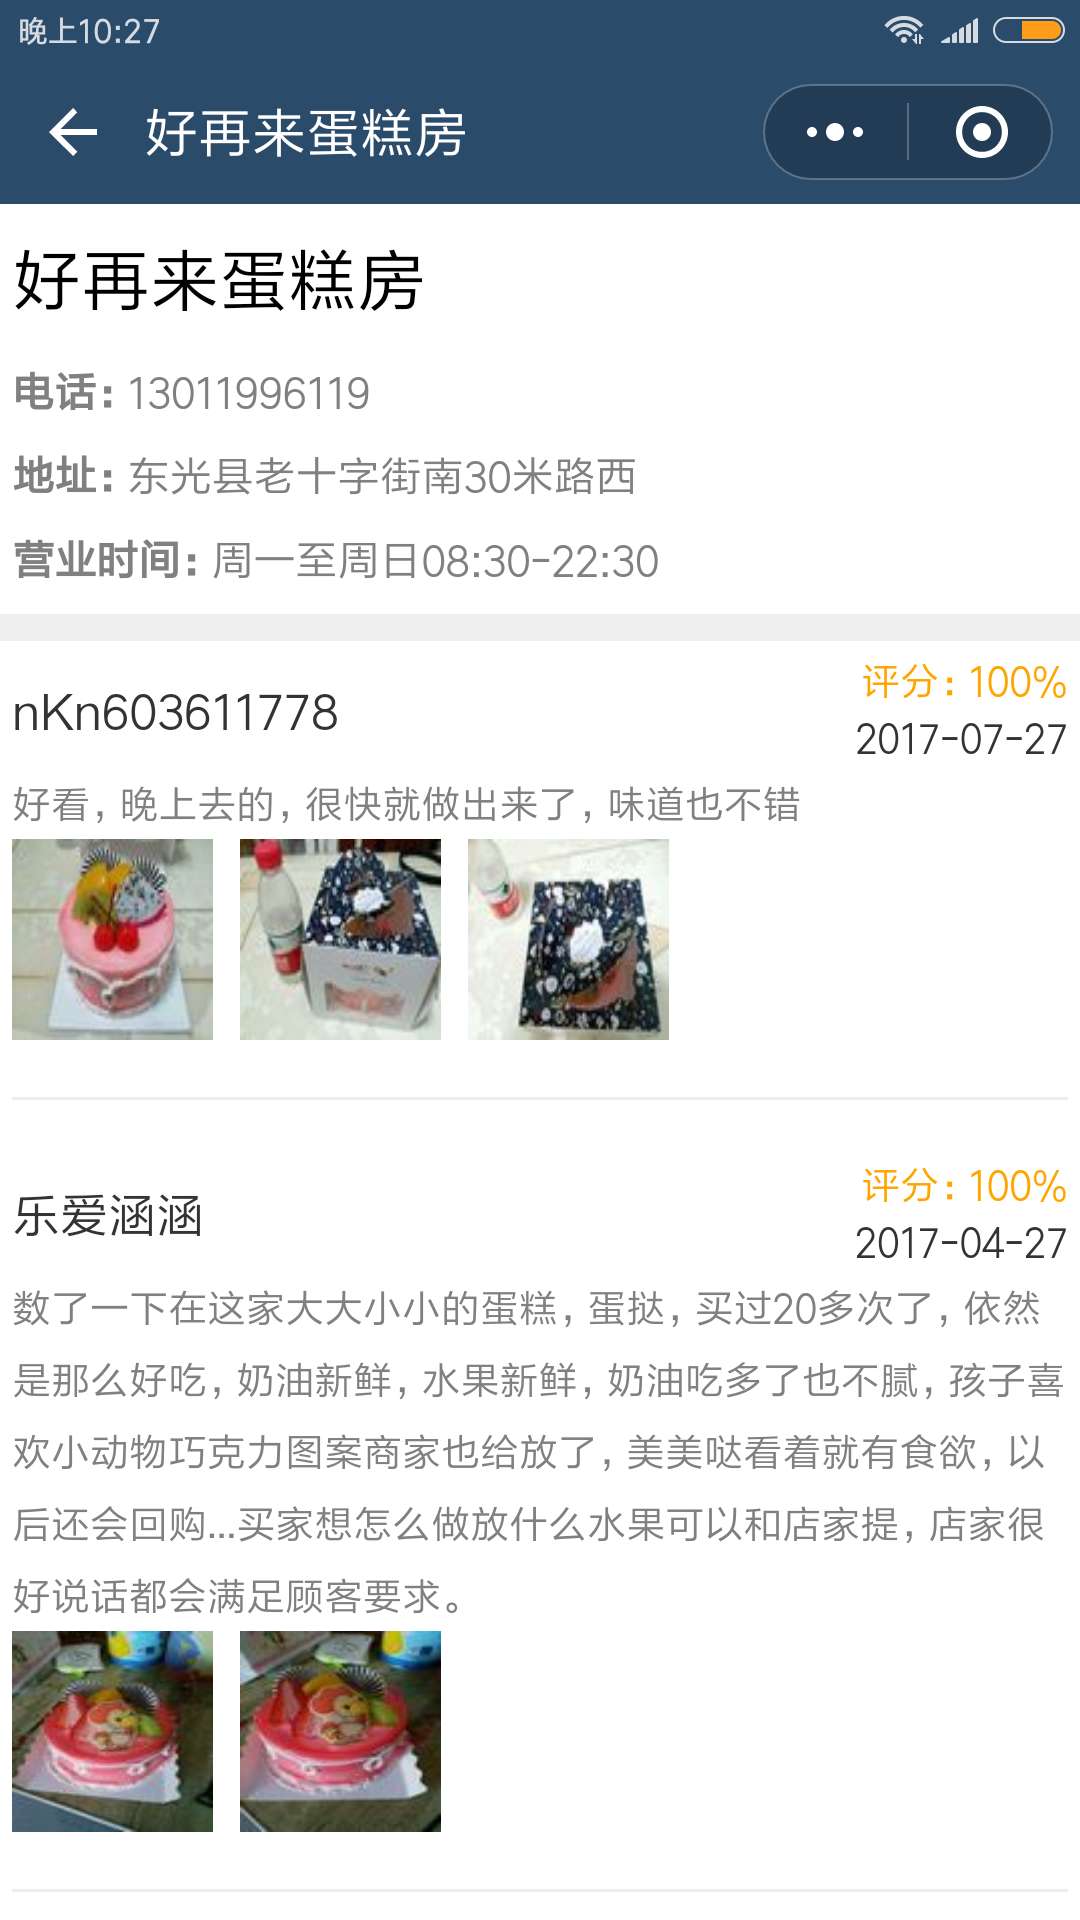 晚上10:27
好再来蛋糕房
好再来蛋糕房
电话: 13011996119
地址: 东光县老十字街南30米路西
营业时间: 周一至周日08:30-22:30
评分: 100%
nKn603611778
2017-07-27
好看, 晚上去的, 很快就做出来了, 味道也不错
评分: 100%
乐爱涵涵
2017-04-27
数了一下在这家大大小小的蛋糕, 蛋挞, 买过20多次了, 依然
是那么好吃, 奶油新鲜, 水果新鲜, 奶油吃多了也不腻, 孩子喜
欢小动物巧克力图案商家也给放了, 美美哒看着就有食欲, 以
后还会回购...买家想怎么做放什么水果可以和店家提, 店家很
好说话都会满足顾客要求。